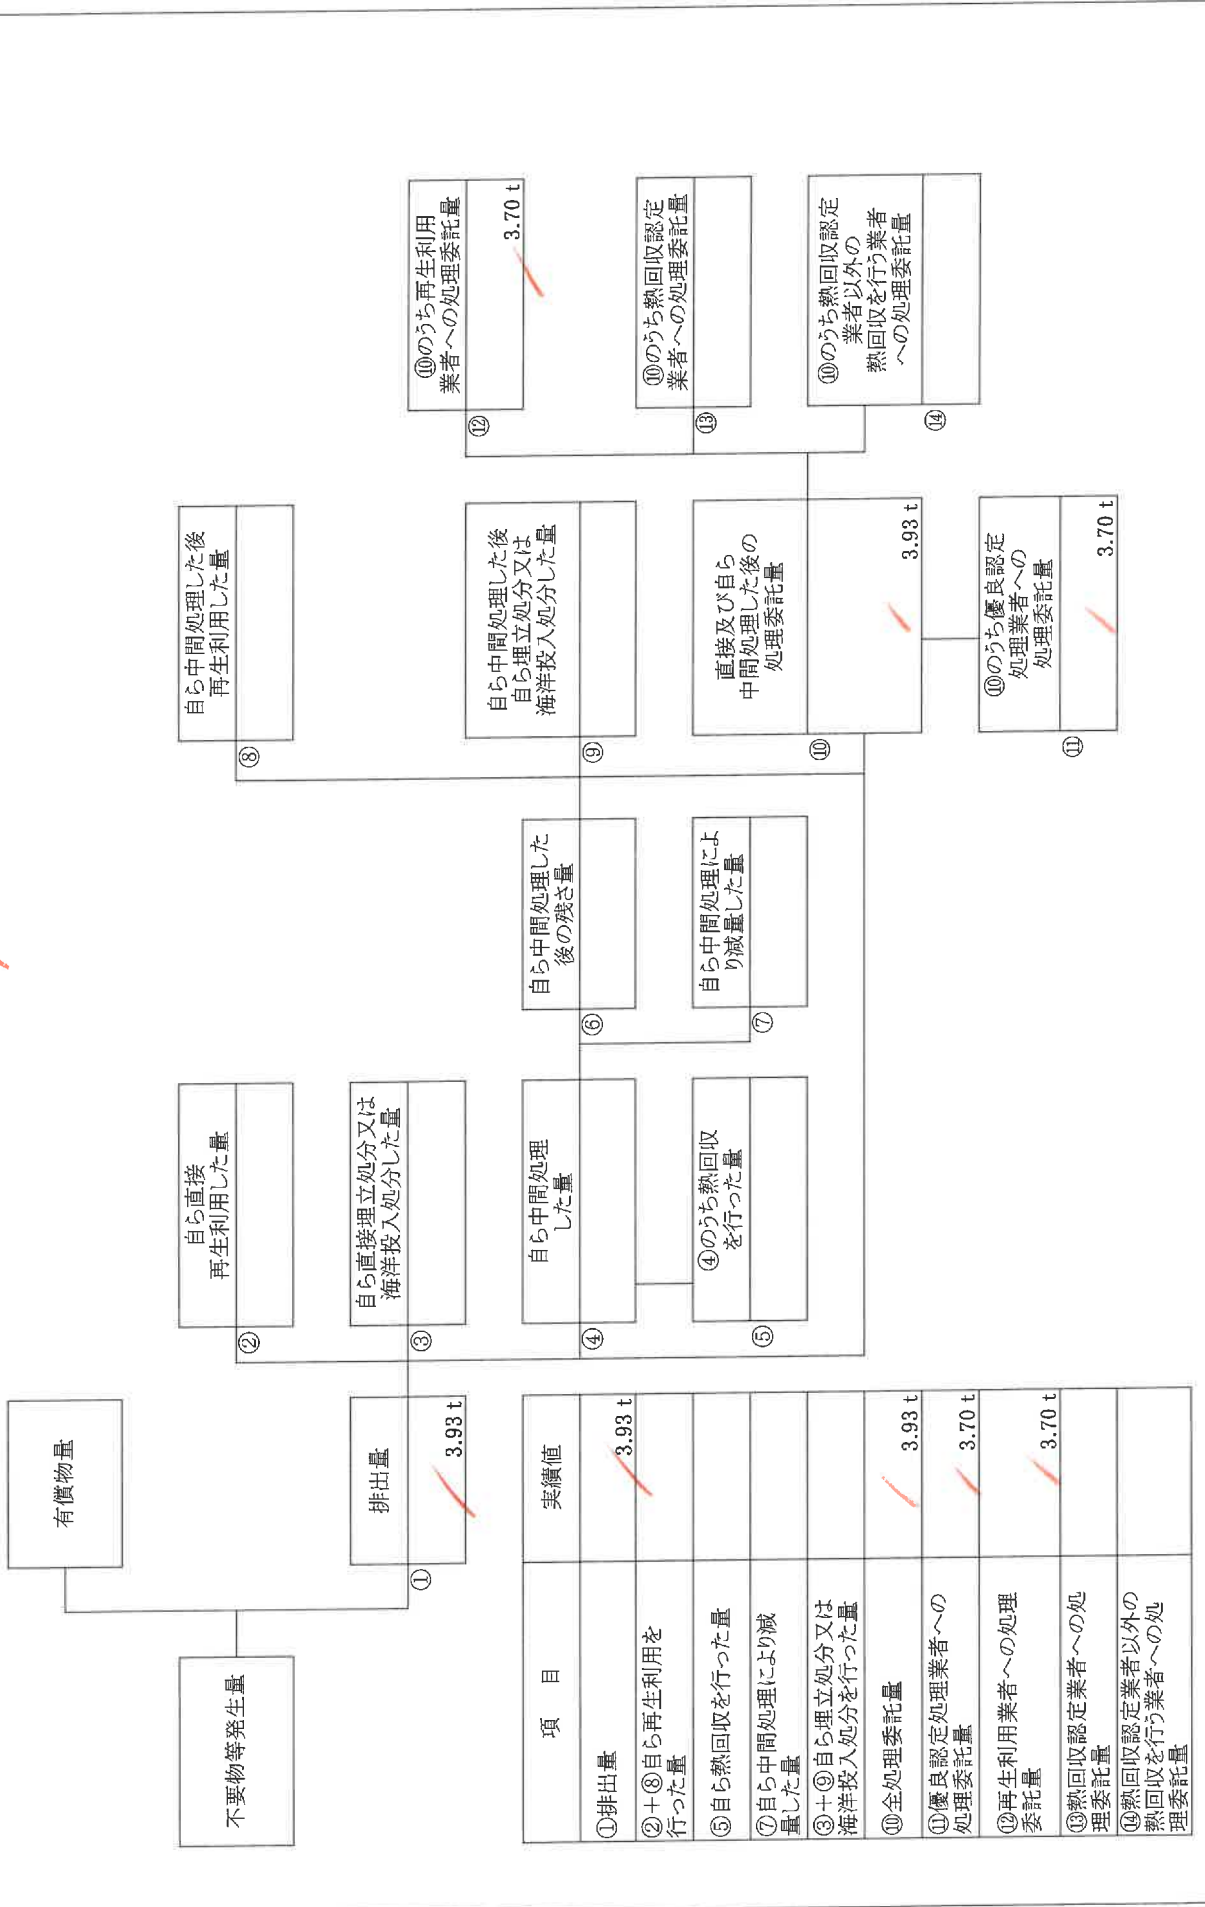 有償物量
不要物等発生量
排出量
①
3.93 t
自ら直接
再生利用した量
②
自ら直接埋立処分又は
海洋投入処分した量
③
自ら中間処理
した量
④
④のうち熱回収
を行った量
⑤
自ら中間処理した
後の残さ量
⑥
自ら中間処理によ
り減量した量
⑦
自ら中間処理した後
再生利用した量
⑧
自ら中間処理した後
自ら埋立処分又は
海洋投入処分した量
⑨
直接及び自ら
中間処理した後の
処理委託量
⑩
3.93 t
⑩のうち優良認定
処理業者への
処理委託量
⑪
3.70 t
⑩のうち再生利用
業者への処理委託量
⑫
3.70 t
⑩のうち熱回収認定
業者への処理委託量
⑬
⑩のうち熱回収認定
業者以外の
熱回収を行う業者
への処理委託量
⑭
項 目 実績値
①排出量 3.93 t
②+⑧自ら再生利用を
行った量
⑤自ら熱回収を行った量
⑦自ら中間処理により減
量した量
③+⑨自ら埋立処分又は
海洋投入処分を行った量
⑩全処理委託量 3.93 t
⑪優良認定処理業者への
処理委託量 3.70 t
⑫再生利用業者への処理
委託量 3.70 t
⑬熱回収認定業者への処
理委託量
⑭熱回収認定業者以外の
熱回収を行う業者への処
理委託量